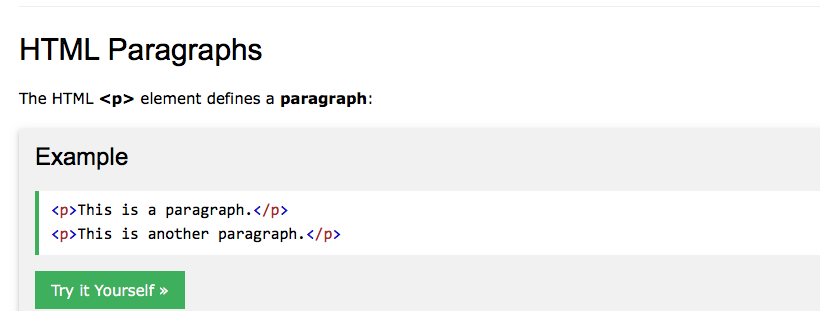 HTML Paragraphs
The HTML <p> element defines a paragraph:
Example
<p>This is a paragraph.</p>
<p>This is another paragraph.</p>
Try it Yourself »